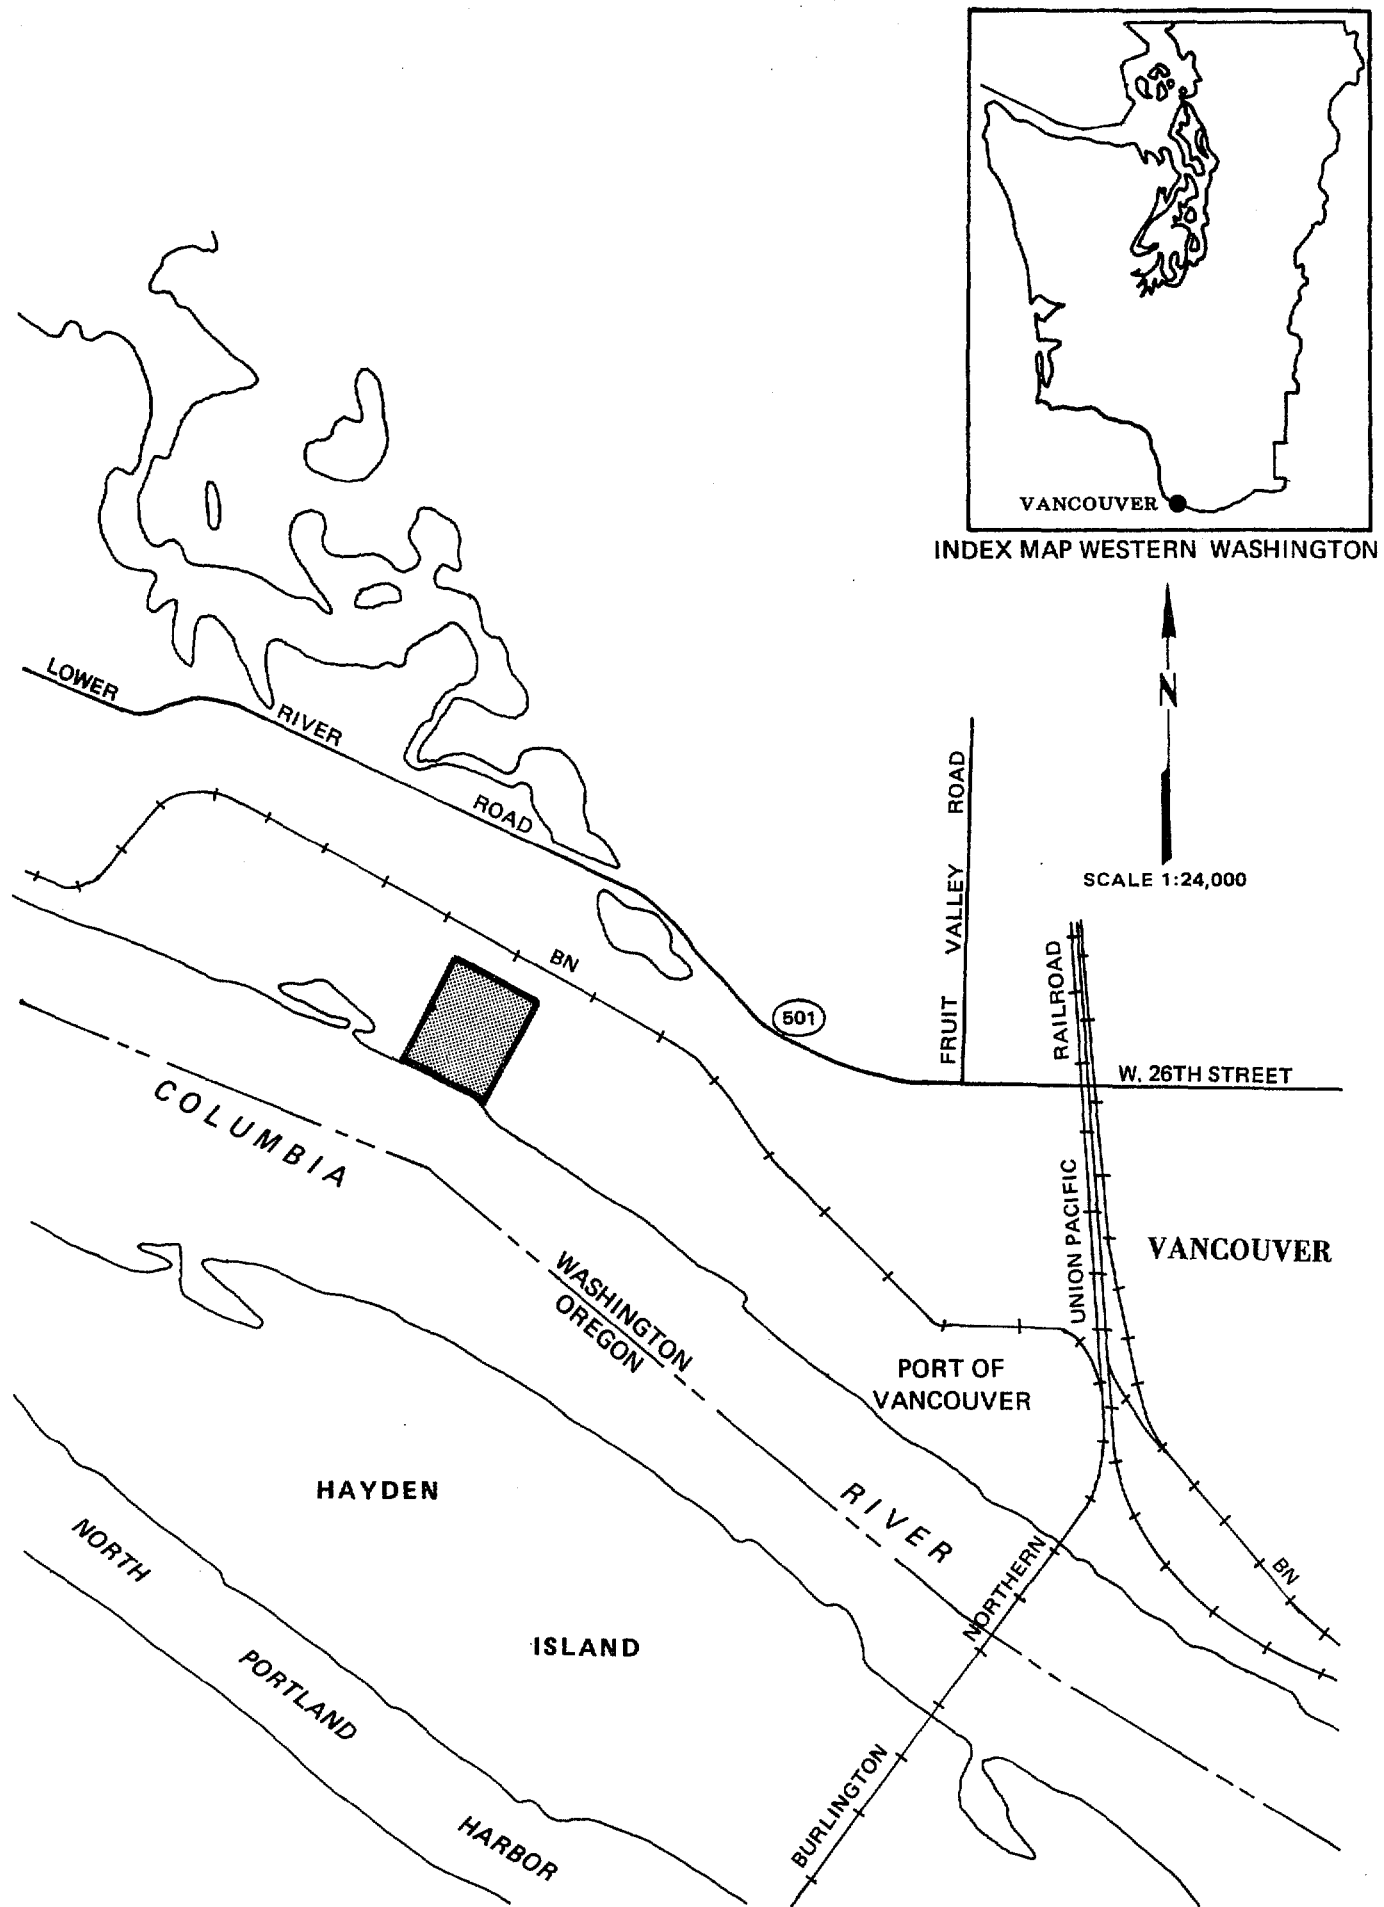 VANCOUVER
INDEX MAP WESTERN WASHINGTON
N
SCALE 1:24,000
LOWER RIVER ROAD
FRUIT VALLEY ROAD
BN
501
W. 26TH STREET
UNION PACIFIC RAILROAD
COLUMBIA RIVER
VANCOUVER
WASHINGTON
OREGON
PORT OF
VANCOUVER
HAYDEN
ISLAND
BURLINGTON NORTHERN
BN
NORTH PORTLAND HARBOR